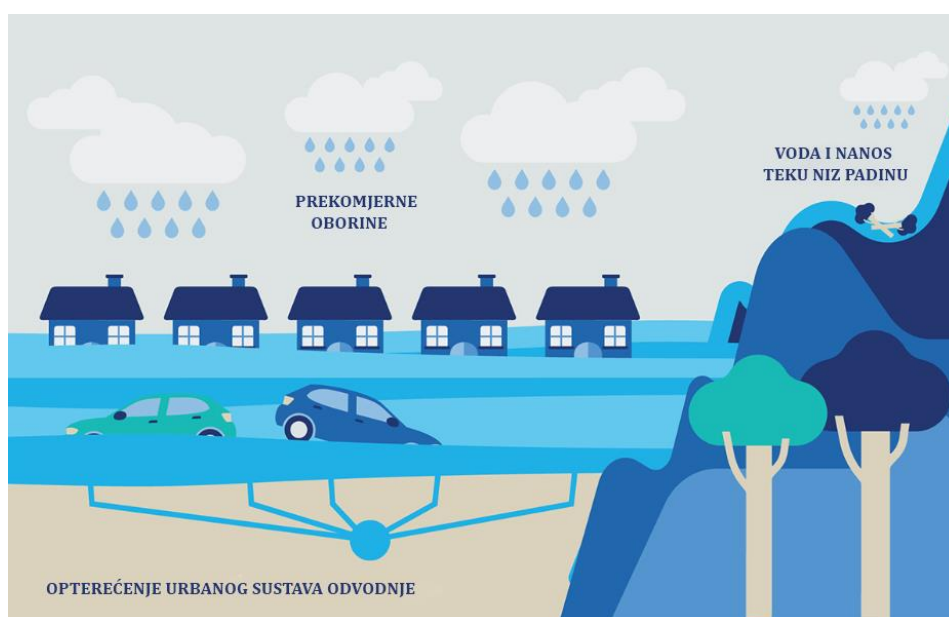 PREKOMJERNE
OBORINE
VODA I NANOS
TEKU NIZ PADINU
OPTEREĆENJE URBANOG SUSTAVA ODVODNJE